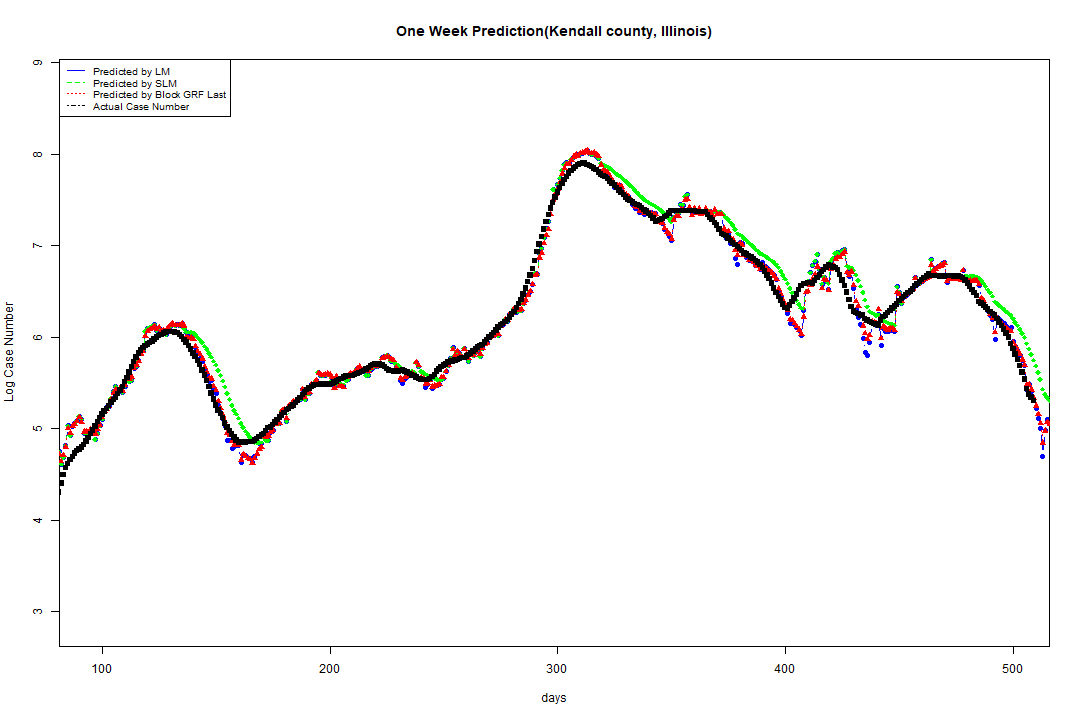 One Week Prediction(Kendall county, Illinois)
Predicted by LM
Predicted by SLM
Predicted by Block GRF Last
Actual Case Number
9
8
7
6
5
4
3
Log Case Number
100 200 300 400 500
days